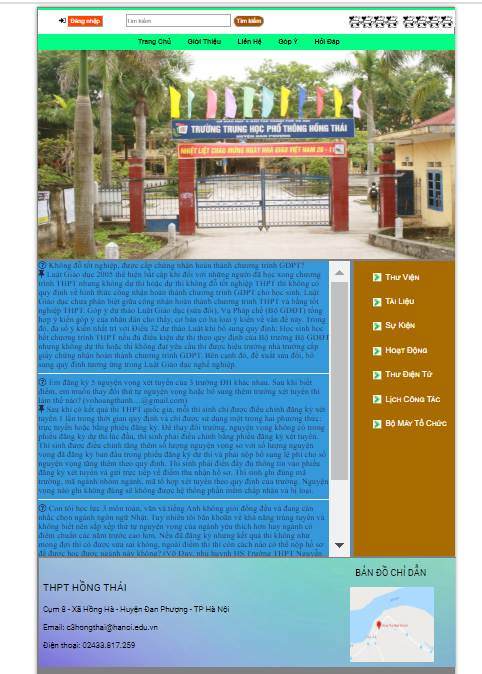 Đăng nhập
Tìm kiếm
Tìm kiếm
Trang Chủ
Giới Thiệu
Liên Hệ
Góp Ý
Hỏi Đáp
TRƯỜNG TRUNG HỌC PHỔ THÔNG HỒNG THÁI
HUYỆN ĐAN PHƯỢNG
NHIỆT LIỆT CHÀO MỪNG NGÀY NHÀ GIÁO VIỆT NAM 20 - 11
Không đỗ tốt nghiệp, được cấp chứng nhận hoàn thành chương trình GDPT?
Luật Giáo dục 2005 thể hiện bất cập khi đối với những người đã học xong chương
trình THPT nhưng không dự thi hoặc dự thi không đỗ tốt nghiệp THPT thì không có
quy định về hình thức công nhận hoàn thành chương trình GDPT cho học sinh. Luật
Giáo dục chưa phân biệt giữa công nhận hoàn thành chương trình THPT và bằng tốt
nghiệp THPT. Góp ý dự thảo Luật Giáo dục (sửa đổi), Vụ Pháp chế (Bộ GDĐT) tổng
hợp ý kiến góp ý của nhân dân cho thấy, cơ bản có ba loại ý kiến về vấn đề này. Trong
đó, đa số ý kiến nhất trí với Điều 32 dự thảo Luật khi bổ sung quy định: Học sinh học
hết chương trình THPT nếu đủ điều kiện dự thi theo quy định của Bộ trưởng Bộ GDĐT
nhưng không dự thi hoặc thi không đạt yêu cầu thì được hiệu trưởng nhà trường cấp
giấy chứng nhận hoàn thành chương trình GDPT. Bên cạnh đó, đề xuất sửa đổi, bổ
sung quy định tương ứng trong Luật Giáo dục nghề nghiệp.
Em đăng ký 5 nguyện vọng xét tuyển của 3 trường ĐH khác nhau. Sau khi biết
điểm, em muốn thay đổi thứ tự nguyện vọng hoặc bổ sung thêm trường xét tuyển thì
làm thế nào? (vohoangthanh....@gmail.com)
Sau khi có kết quả thi THPT quốc gia, mỗi thí sinh chỉ được điều chỉnh đăng ký xét
tuyển 1 lần trong thời gian quy định và chỉ được sử dụng một trong hai phương thức:
trực tuyến hoặc bằng phiếu đăng ký. Để thay đổi trường, nguyện vọng không có trong
phiếu đăng ký dự thi lúc đầu, thí sinh phải điều chỉnh bằng phiếu đăng ký xét tuyển.
Thí sinh được điều chỉnh tăng thêm số lượng nguyện vọng so với số lượng nguyện
vọng đã đăng ký ban đầu trong phiếu đăng ký dự thi và phải nộp bổ sung lệ phí cho số
nguyện vọng tăng thêm theo quy định. Thí sinh phải điền đầy đủ thông tin vào phiếu
đăng ký xét tuyển và gửi trực tiếp về điểm thu nhận hồ sơ. Thí sinh ghi đúng mã
trường, mã ngành/nhóm ngành, mã tổ hợp xét tuyển theo quy định của trường. Nguyện
vọng nào ghi không đúng sẽ không được hệ thống phần mềm chấp nhận và bị loại.
Con tôi học lực 3 môn toán, văn và tiếng Anh không giỏi đồng đều và đang cân
nhắc chọn ngành ngôn ngữ Nhật. Tuy nhiên tôi băn khoăn về khả năng trúng tuyển và
không biết nên sắp xếp thứ tự nguyện vọng của ngành yêu thích hơn hay ngành có
điểm chuẩn các năm trước cao hơn. Nếu đã đăng ký nhưng kết quả thi không như
mong đợi thì có được sửa sai không, ngoài điểm thi thì còn cách nào có thể nộp hồ sơ
để được học được ngành này không? (Võ Duy, phụ huynh HS Trường THPT Nguyễn
Thư Viện
Tài Liệu
Sự Kiện
Hoạt Động
Thư Điện Tử
Lịch Công Tác
Bộ Máy Tổ Chức
THPT HỒNG THÁI
Cụm 8 - Xã Hồng Hà - Huyện Đan Phượng - TP Hà Nội
Email: c3hongthai@hanoi.edu.vn
Điện thoại: 02433.817.259
BẢN ĐỒ CHỈ DẪN